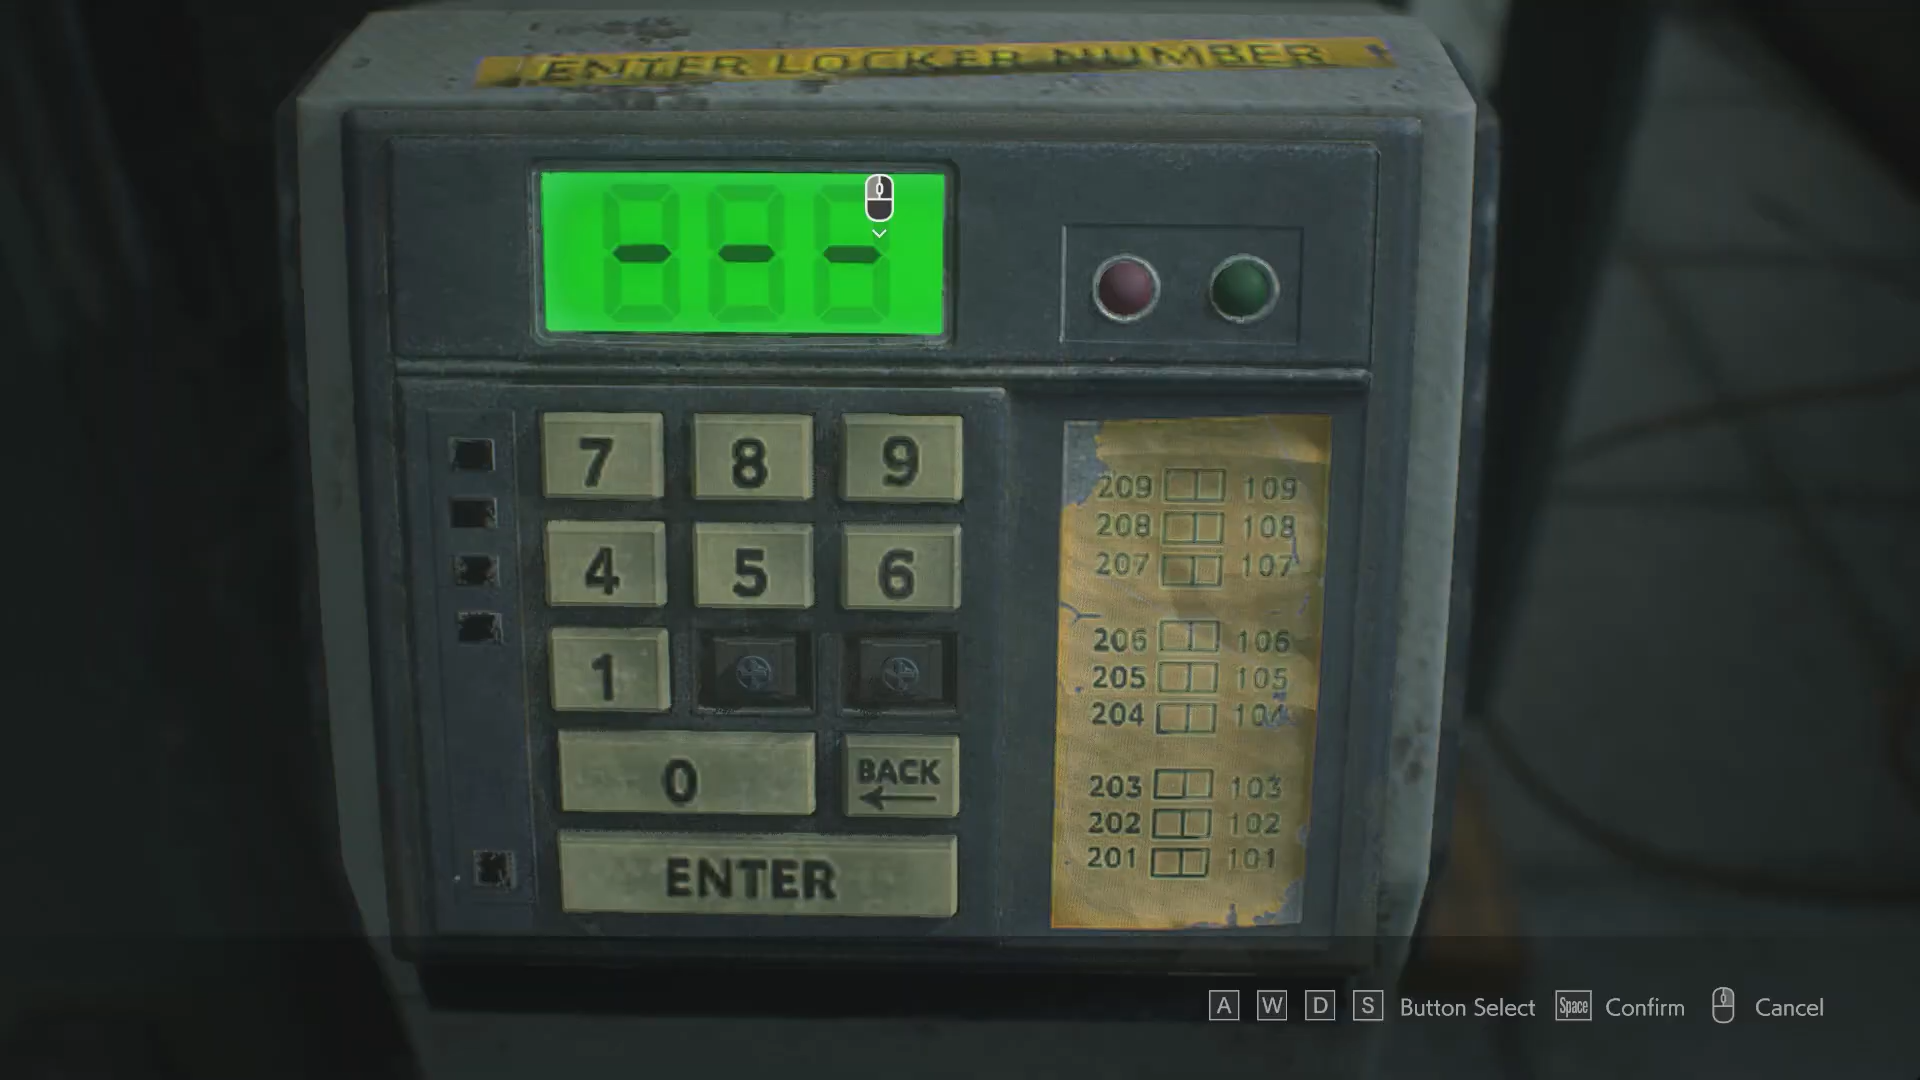 ENTER LOCKER NUMBER
- - -
7 8 9
4 5 6
1
0 BACK
ENTER
209 109
208 108
207 107
206 106
205 105
204 104
203 103
202 102
201 101
A W D S Button Select Space Confirm Cancel